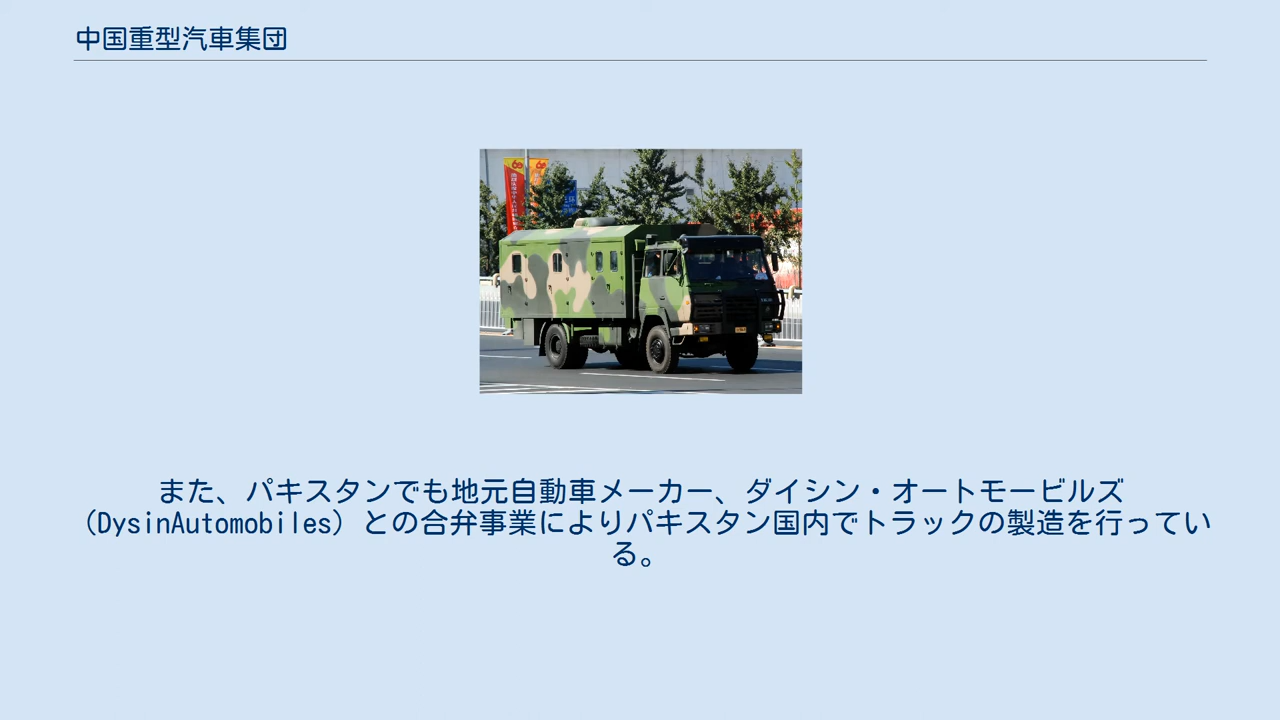 中国重型汽車集団
また、パキスタンでも地元自動車メーカー、ダイシン・オートモービルズ
（DysinAutomobiles）との合弁事業によりパキスタン国内でトラックの製造を行ってい
る。